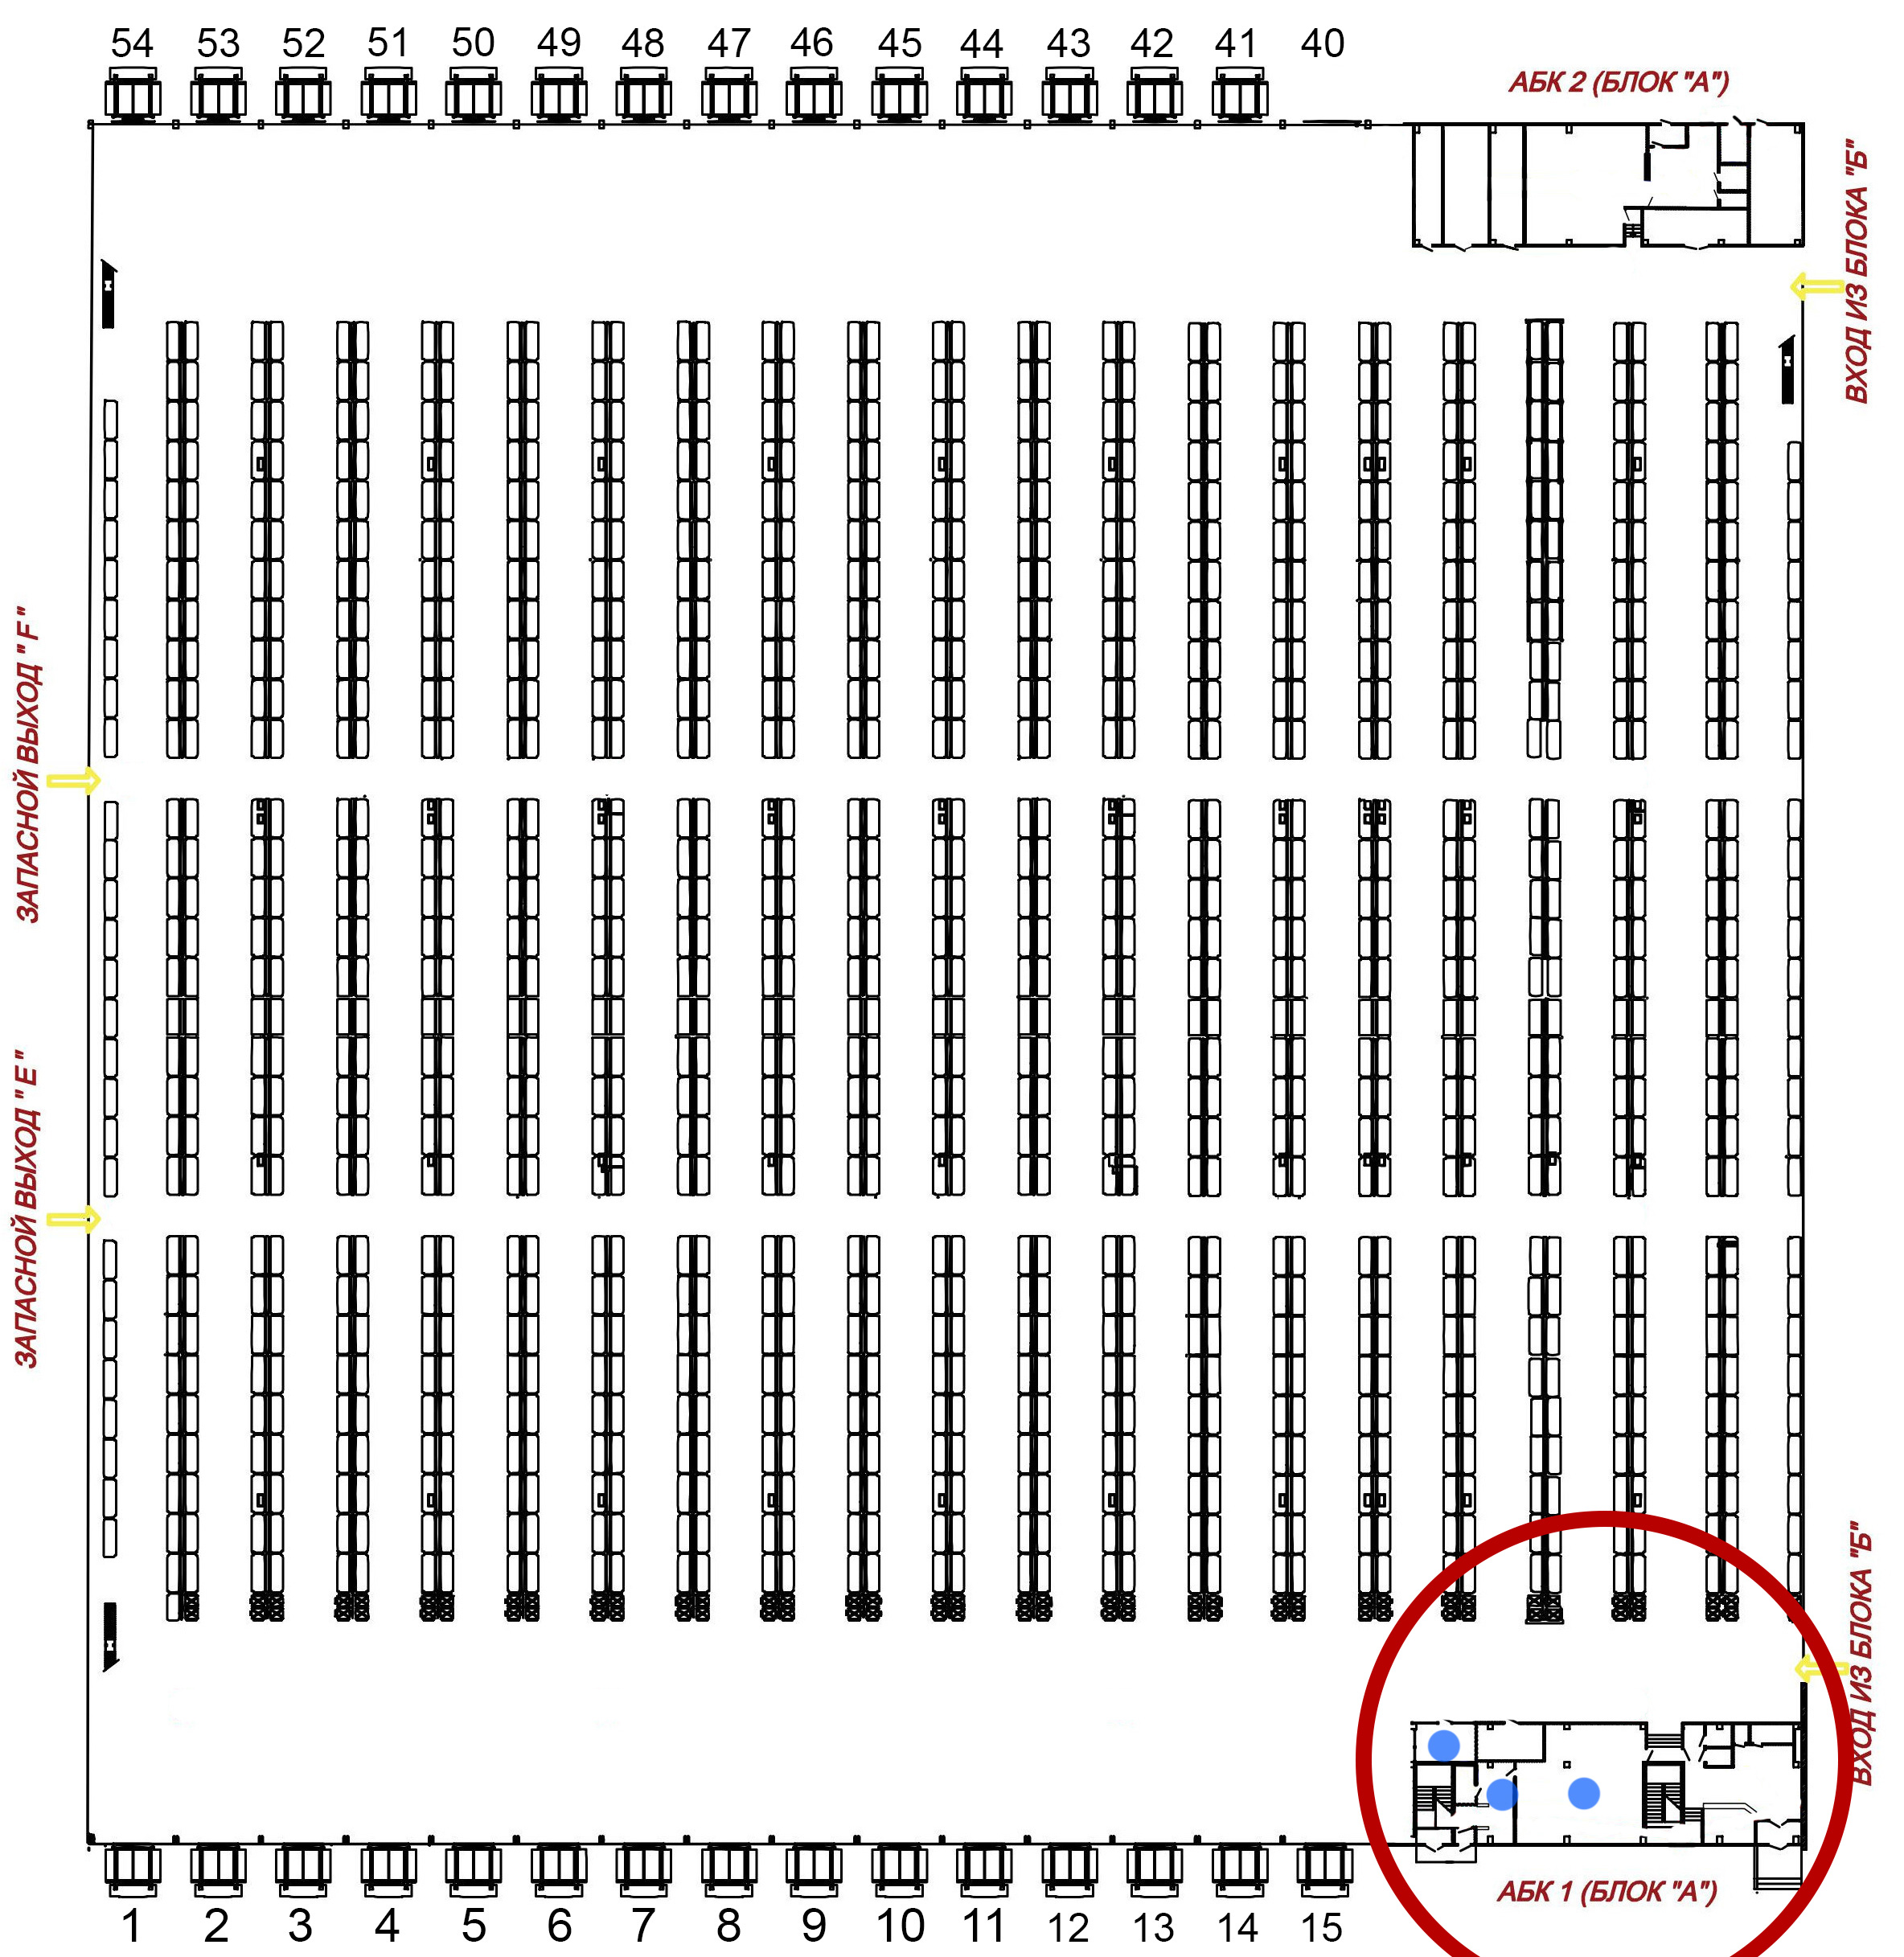 54 53 52 51 50 49 48 47 46 45 44 43 42 41 40
АБК 2 (БЛОК "А")
ВХОД ИЗ БЛОКА "Б"
ЗАПАСНОЙ ВЫХОД " F "
ЗАПАСНОЙ ВЫХОД " Е "
ВХОД ИЗ БЛОКА "Б"
АБК 1 (БЛОК "А")
1 2 3 4 5 6 7 8 9 10 11 12 13 14 15